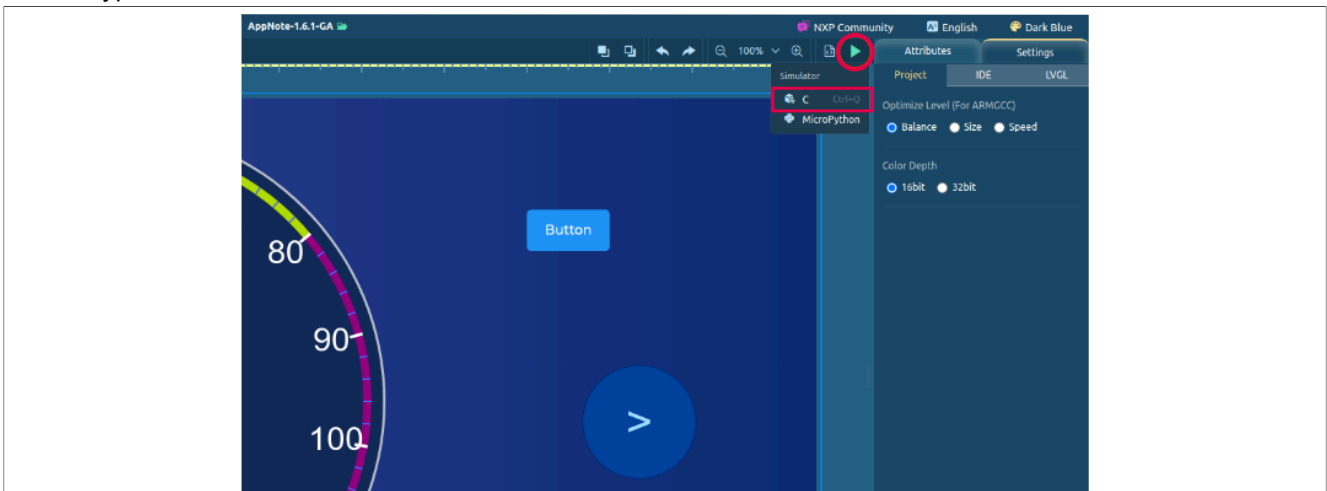 AppNote-1.6.1-GA
NXP Community
English
Dark Blue
100%
Attributes
Settings
Simulator
Project
IDE
LVGL
C Ctrl+Q
MicroPython
Optimize Level (For ARMGCC)
Balance Size Speed
Color Depth
16bit 32bit
Button
80
90
>
100